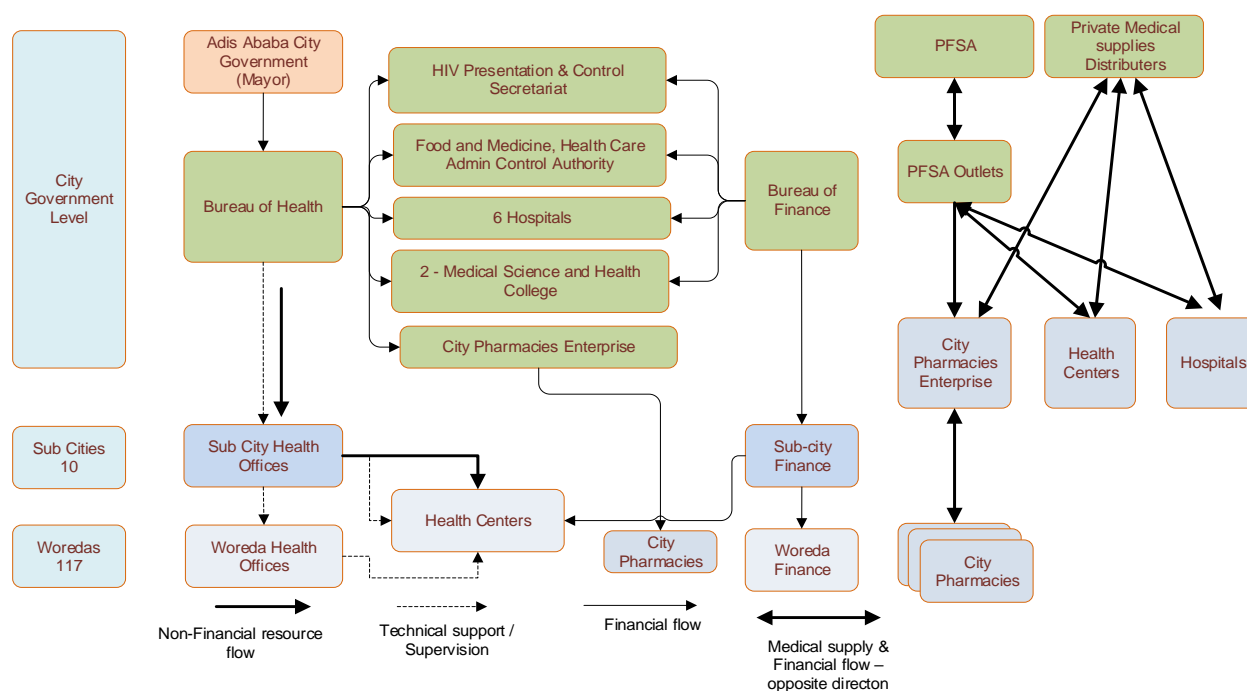 Adis Ababa City
Government
(Mayor)
HIV Presentation & Control
Secretariat
PFSA
Private Medical
supplies
Distributers
City
Government
Level
Bureau of Health
Food and Medicine, Health Care
Admin Control Authority
Bureau of
Finance
PFSA Outlets
6 Hospitals
2 - Medical Science and Health
College
City Pharmacies Enterprise
City
Pharmacies
Enterprise
Health
Centers
Hospitals
Sub Cities
10
Sub City Health
Offices
Sub-city
Finance
Health Centers
Woredas
117
Woreda Health
Offices
City
Pharmacies
Woreda
Finance
City
Pharmacies
Non-Financial resource
flow
Technical support /
Supervision
Financial flow
Medical supply &
Financial flow –
opposite directon